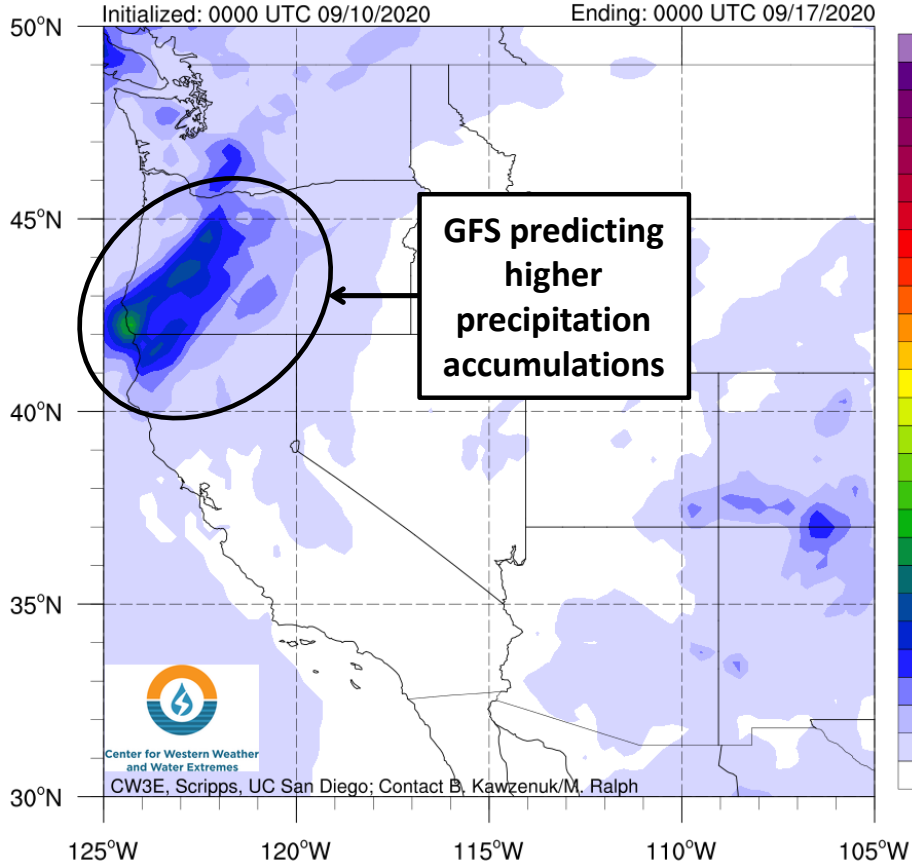 Initialized: 0000 UTC 09/10/2020 Ending: 0000 UTC 09/17/2020
50°N
45°N
GFS predicting
higher
precipitation
accumulations
40°N
35°N
Center for Western Weather
and Water Extremes
CW3E, Scripps, UC San Diego; Contact B. Kawzenuk/M. Ralph
30°N
125°W 120°W 115°W 110°W 105°W